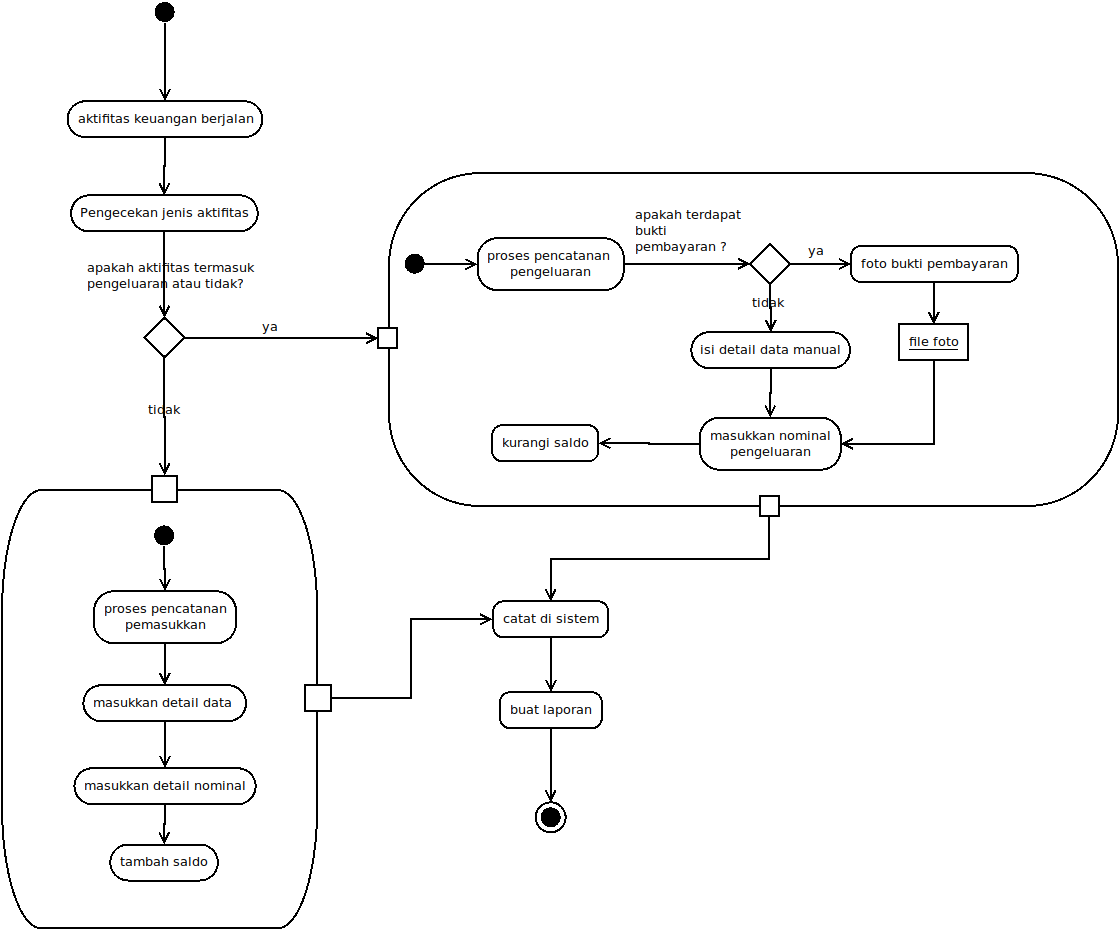 aktifitas keuangan berjalan
Pengecekan jenis aktifitas
apakah aktifitas termasuk
pengeluaran atau tidak?
ya
tidak
apakah terdapat
bukti
pembayaran ?
proses pencatanan
pengeluaran
ya
foto bukti pembayaran
tidak
file foto
isi detail data manual
masukkan nominal
pengeluaran
kurangi saldo
proses pencatanan
pemasukkan
masukkan detail data
masukkan detail nominal
tambah saldo
catat di sistem
buat laporan